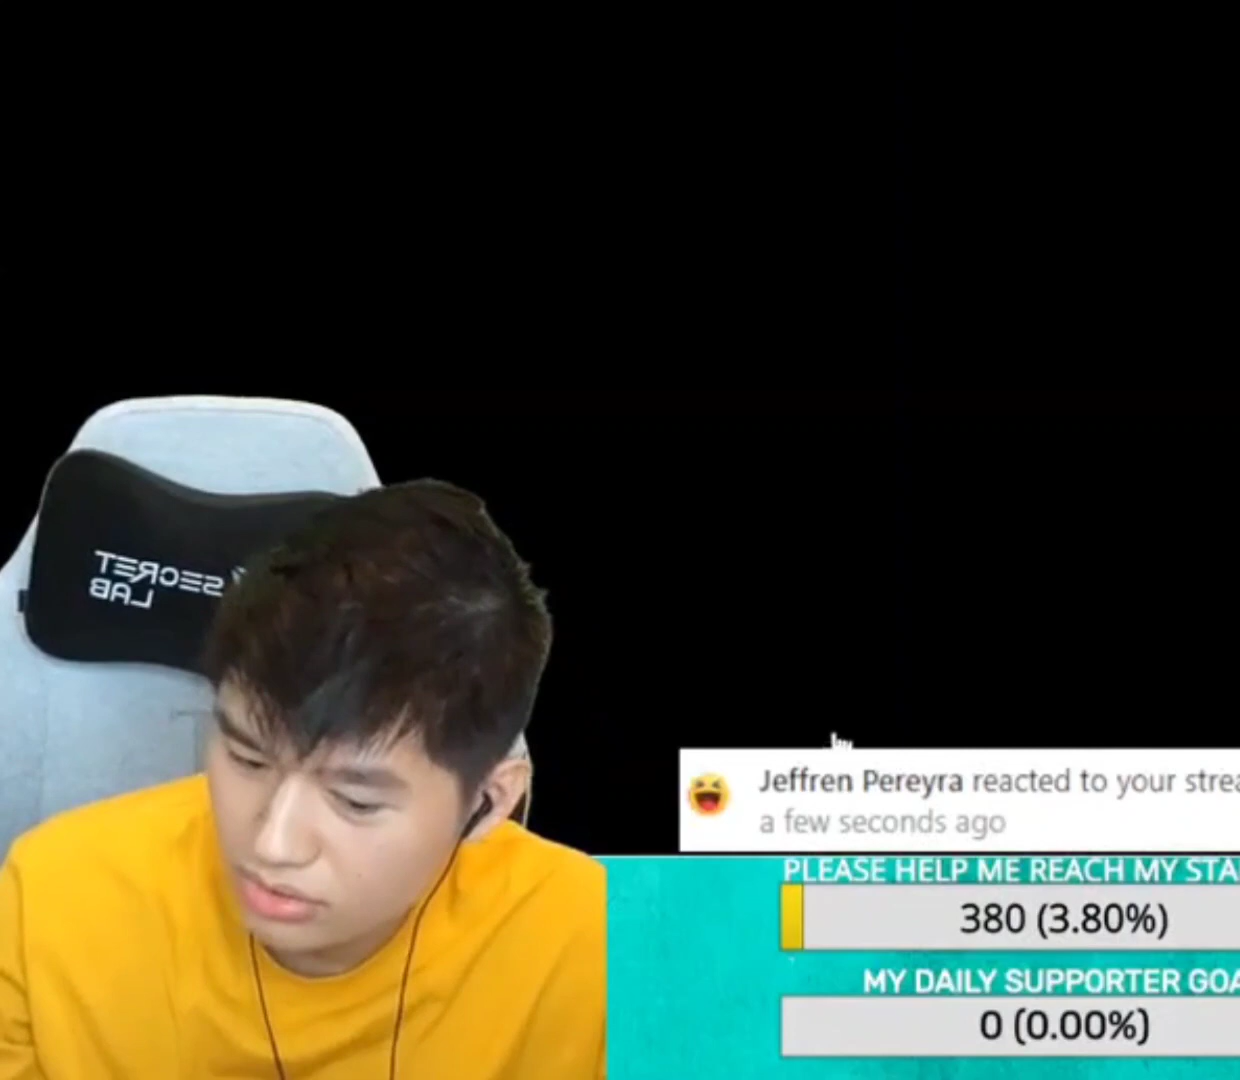 SECRET
LAB
Jeffren Pereyra reacted to your strea
a few seconds ago
PLEASE HELP ME REACH MY STA
380 (3.80%)
MY DAILY SUPPORTER GOA
0 (0.00%)